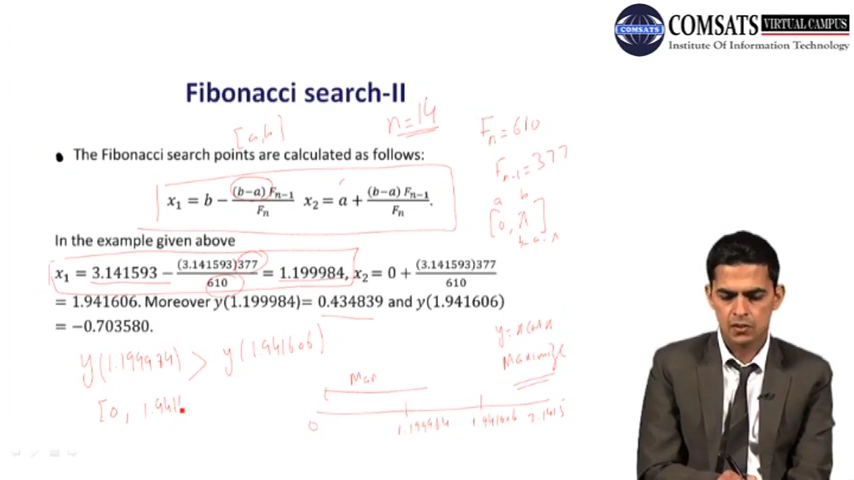 COMSATS VIRTUAL CAMPUS
COMSATS
Institute Of Information Technology
Fibonacci search-II
[a,b]
n=14
Fn=610
• The Fibonacci search points are calculated as follows:
Fn-1=377
x₁ = b − (b−a) Fₙ₋₁ / Fₙ x₂ = a + (b−a) Fₙ₋₁ / Fₙ.
a b
[0, π]
In the example given above
x₁ = 3.141593 − (3.141593)377 / 610 = 1.199984, x₂ = 0 + (3.141593)377 / 610
= 1.941606. Moreover y(1.199984)= 0.434839 and y(1.941606)
= −0.703580.
y=x cosx
Maximize
y(1.199984) > y(1.941606)
Max
[0, 1.941
0 1.199984 1.941606 3.1415